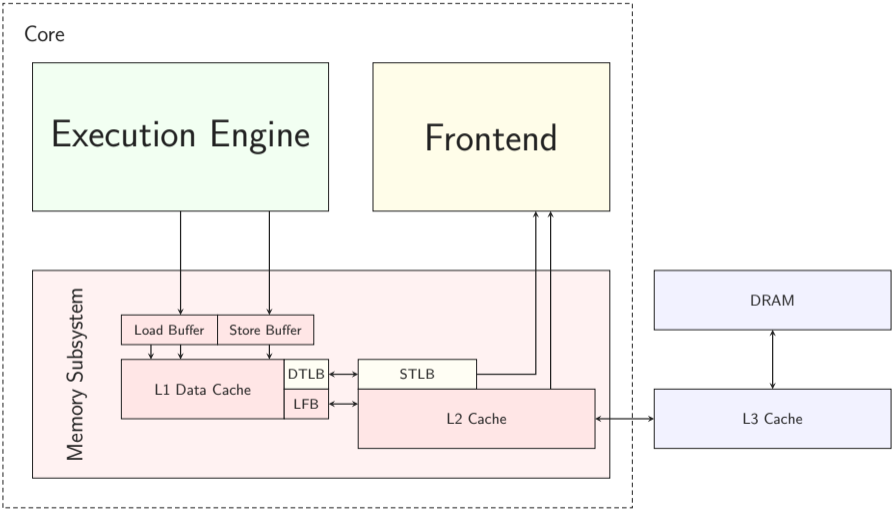 Core
Execution Engine
Frontend
Memory Subsystem
Load Buffer
Store Buffer
L1 Data Cache
DTLB
LFB
STLB
L2 Cache
DRAM
L3 Cache